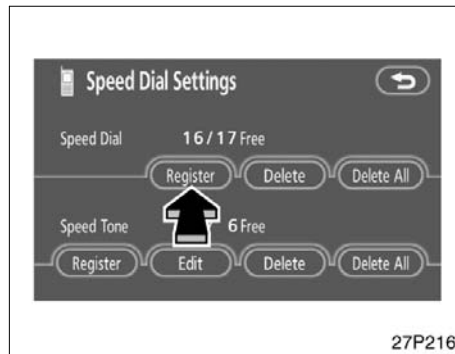 Speed Dial Settings
Speed Dial 16/17 Free
Register Delete Delete All
Speed Tone 6 Free
Register Edit Delete Delete All
27P216